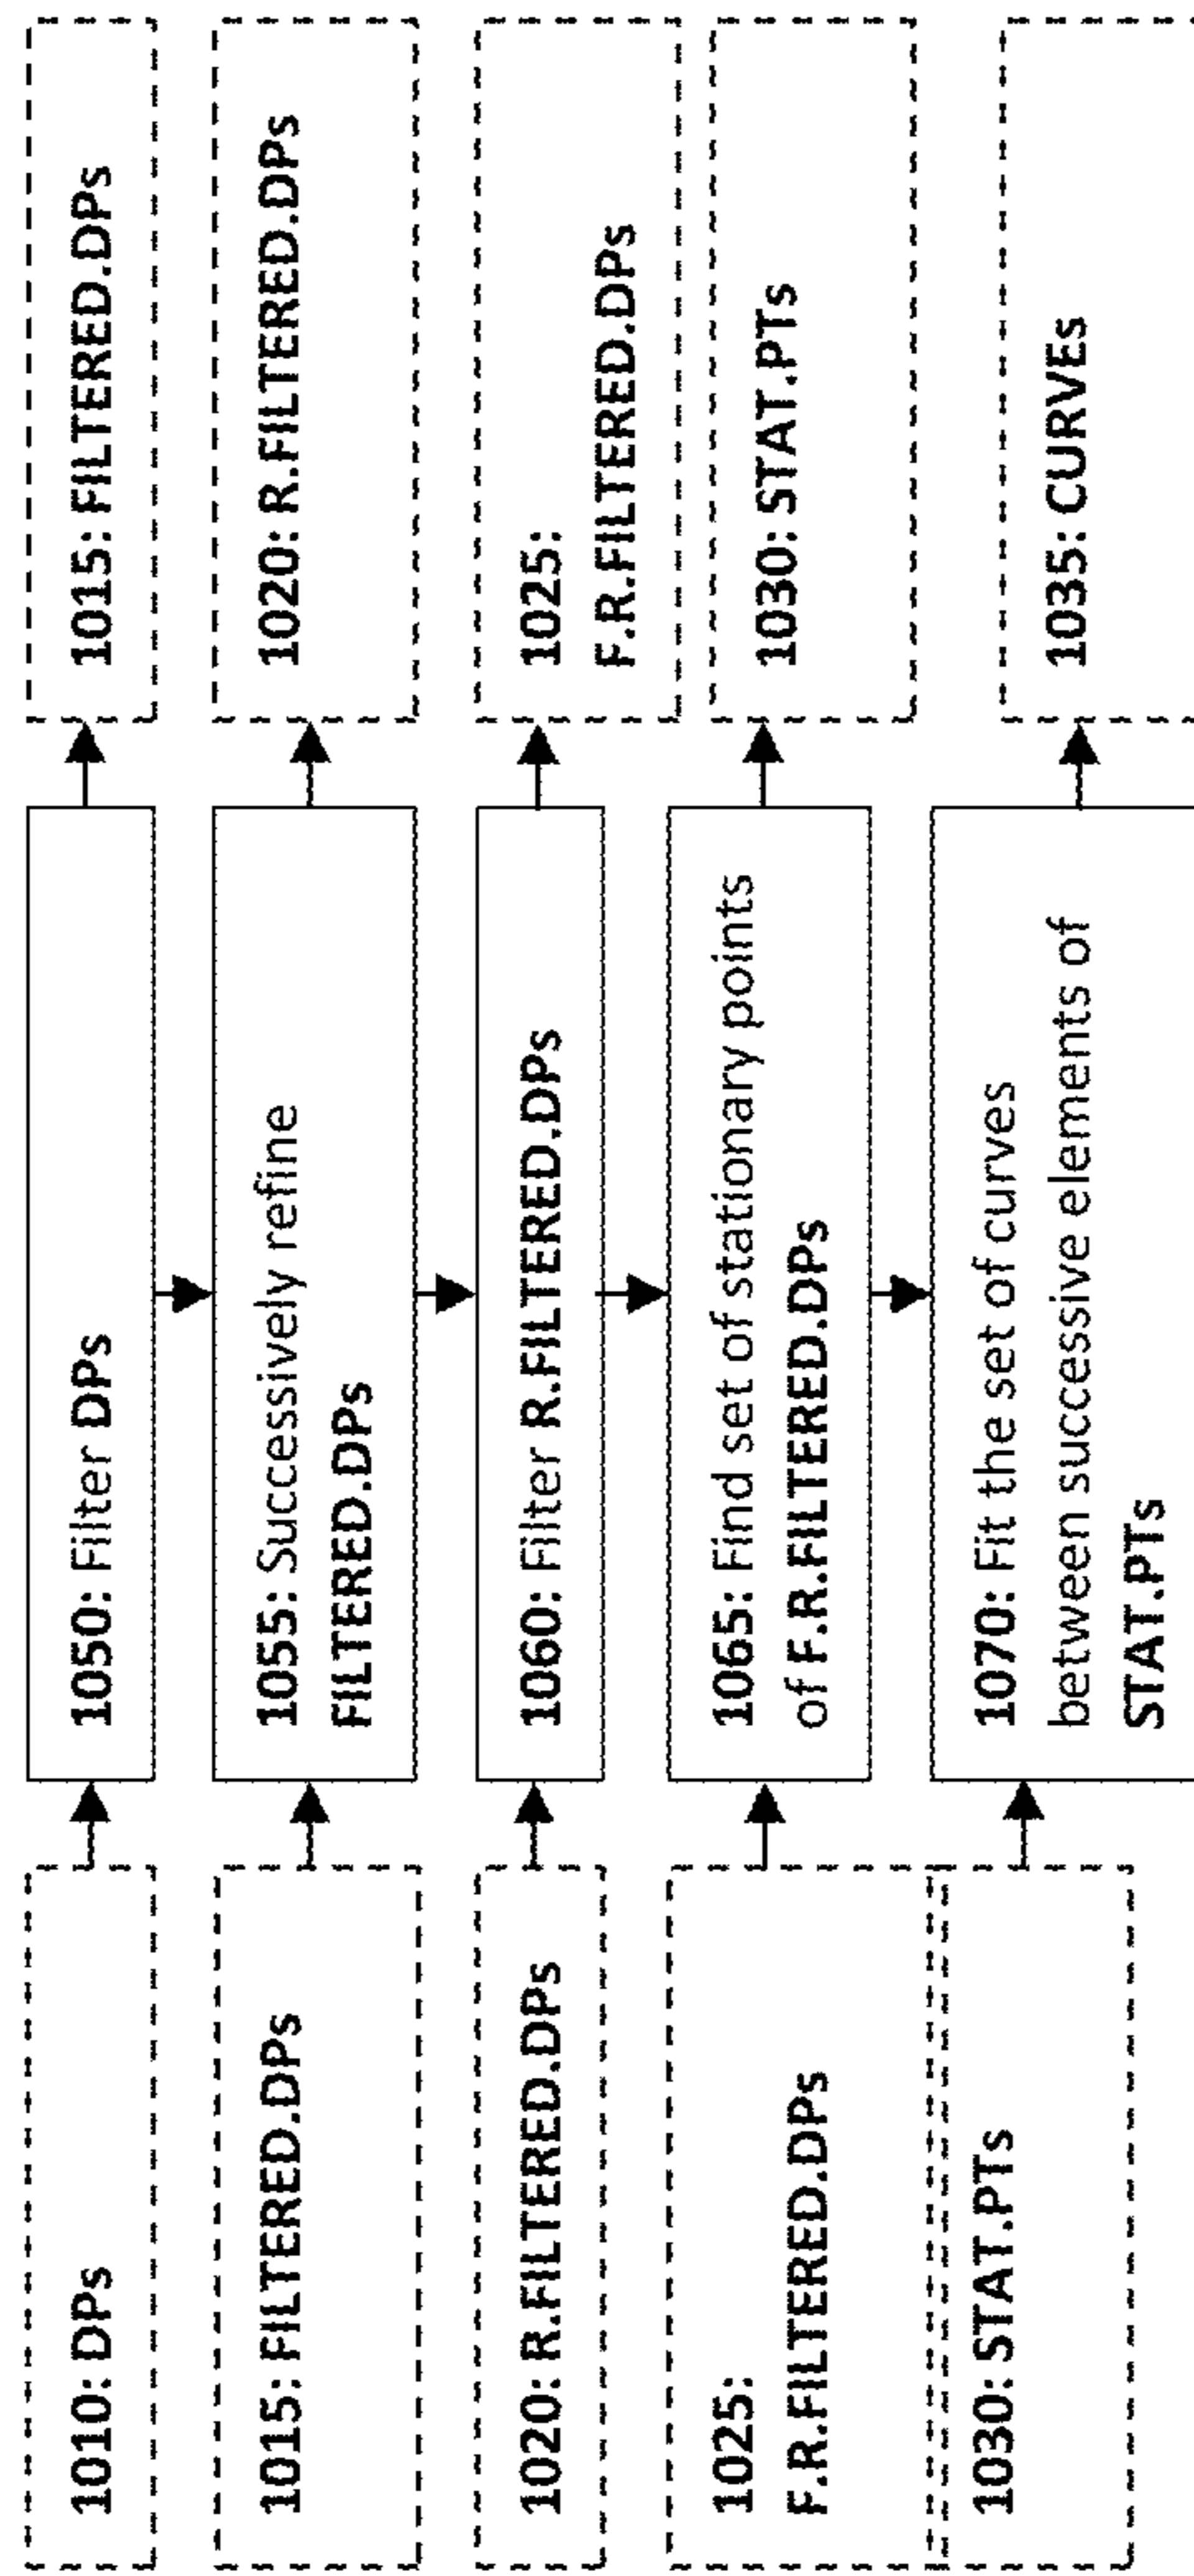 1010: DPs
1050: Filter DPs
1015: FILTERED.DPs
1015: FILTERED.DPs
1055: Successively refine
FILTERED.DPs
1020: R.FILTERED.DPs
1020: R.FILTERED.DPs
1060: Filter R.FILTERED.DPs
1025:
F.R.FILTERED.DPs
1025:
F.R.FILTERED.DPs
1065: Find set of stationary points
of F.R.FILTERED.DPs
1030: STAT.PTs
1030: STAT.PTs
1070: Fit the set of curves
between successive elements of
STAT.PTs
1035: CURVEs